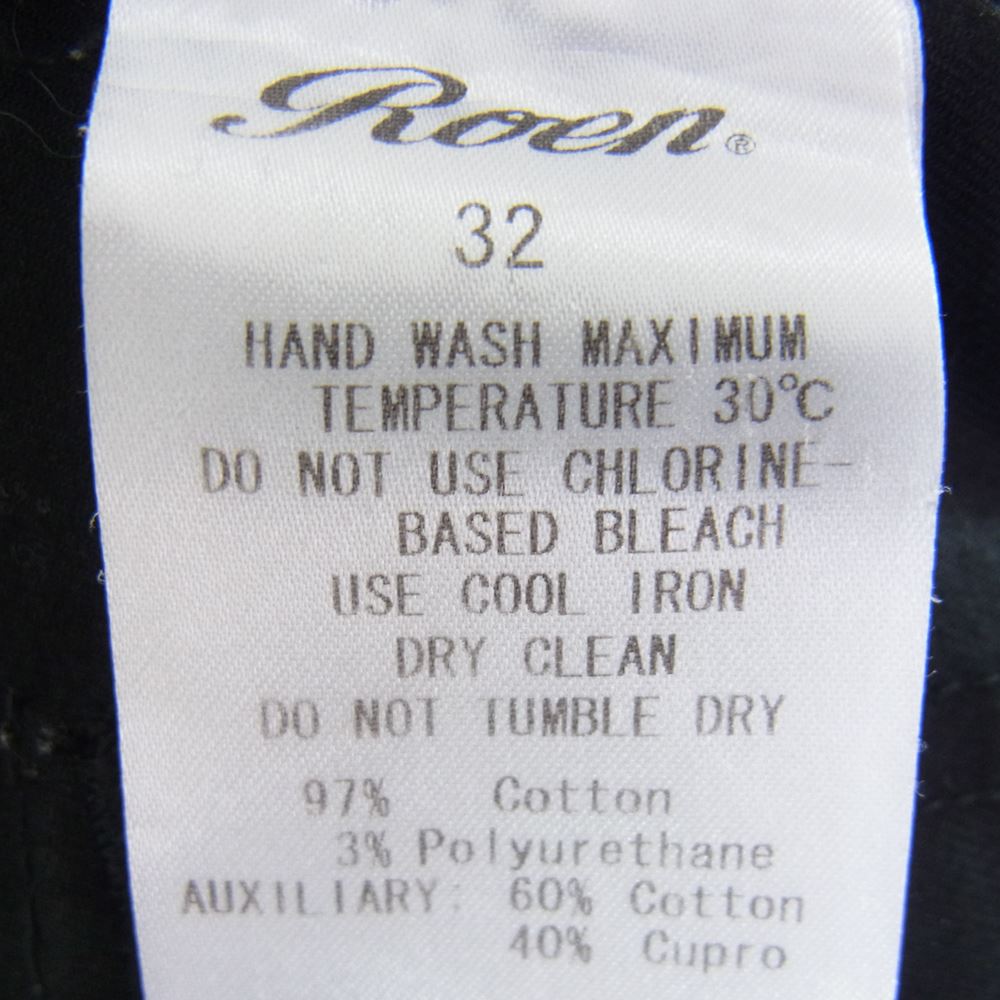 Roen®
32
HAND WASH MAXIMUM
TEMPERATURE 30℃
DO NOT USE CHLORINE-
BASED BLEACH
USE COOL IRON
DRY CLEAN
DO NOT TUMBLE DRY
97% Cotton
3% Polyurethane
AUXILIARY: 60% Cotton
40% Cupro